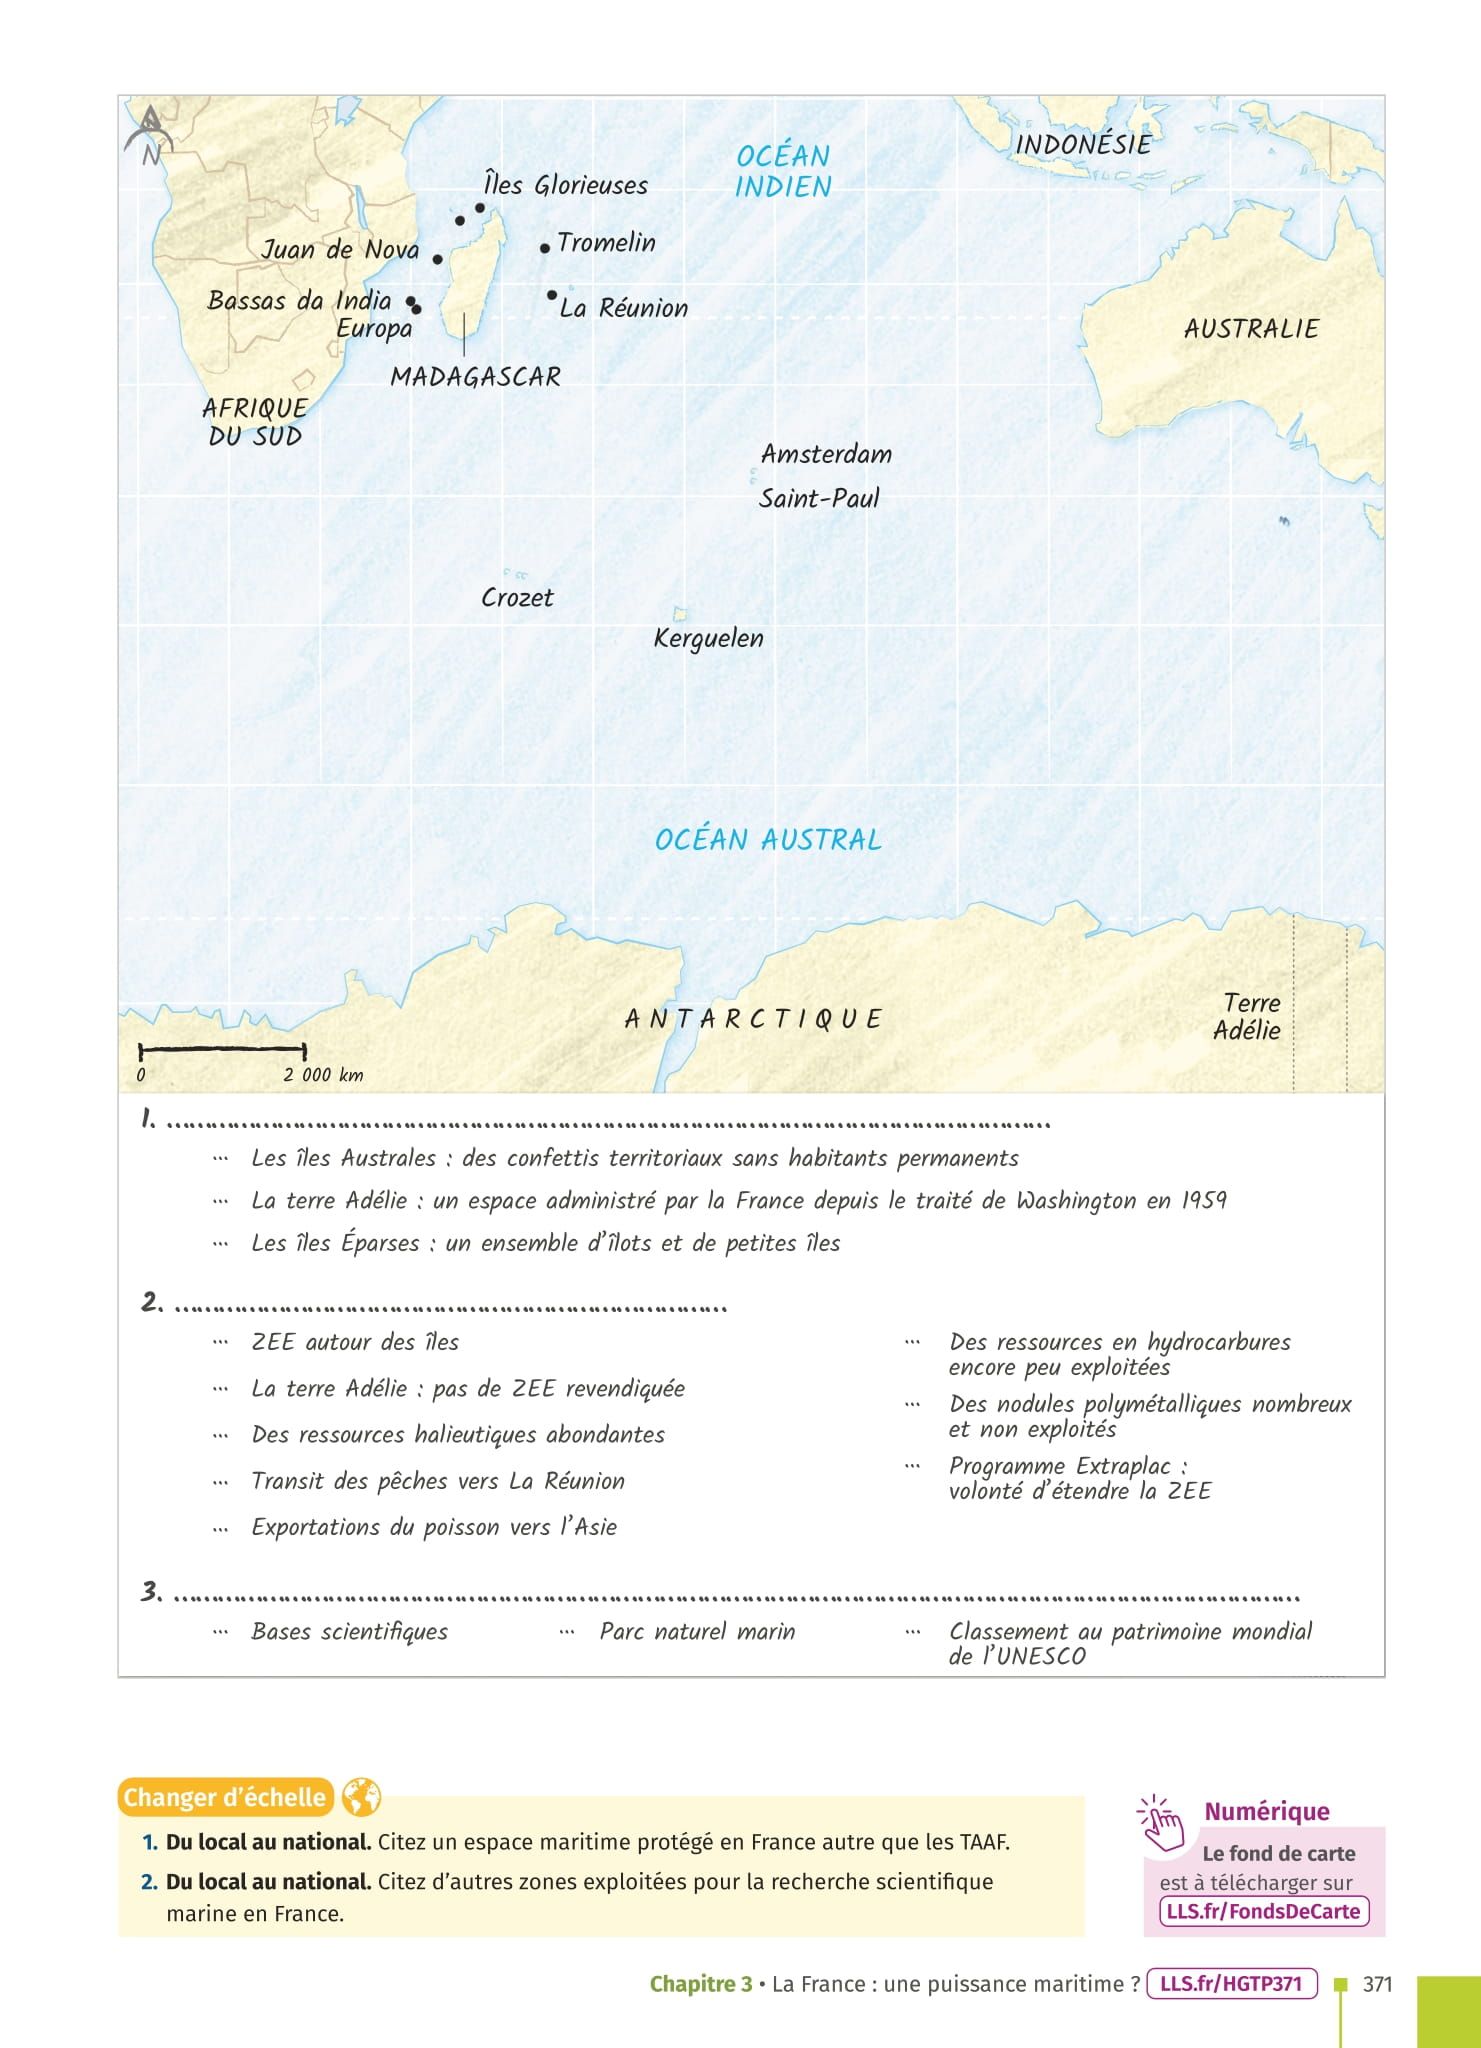 N
OCÉAN
INDIEN
INDONÉSIE
Îles Glorieuses
Juan de Nova
Tromelin
Bassas da India
Europa
La Réunion
AUSTRALIE
MADAGASCAR
AFRIQUE
DU SUD
Amsterdam
Saint-Paul
Crozet
Kerguelen
OCÉAN AUSTRAL
ANTARCTIQUE
Terre
Adélie
0 2 000 km
1. ........................................................................
... Les îles Australes : des confettis territoriaux sans habitants permanents
... La terre Adélie : un espace administré par la France depuis le traité de Washington en 1959
... Les îles Éparses : un ensemble d'îlots et de petites îles
2. ........................................................................
... ZEE autour des îles
... La terre Adélie : pas de ZEE revendiquée
... Des ressources halieutiques abondantes
... Transit des pêches vers La Réunion
... Exportations du poisson vers l'Asie
... Des ressources en hydrocarbures
encore peu exploitées
... Des nodules polymétalliques nombreux
et non exploités
... Programme Extraplac :
volonté d'étendre la ZEE
3. ........................................................................
... Bases scientifiques
... Parc naturel marin
... Classement au patrimoine mondial
de l'UNESCO
Changer d'échelle
1. Du local au national. Citez un espace maritime protégé en France autre que les TAAF.
2. Du local au national. Citez d'autres zones exploitées pour la recherche scientifique
marine en France.
Numérique
Le fond de carte
est à télécharger sur
LLS.fr/FondsDeCarte
Chapitre 3 • La France : une puissance maritime ? LLS.fr/HGTP371 371